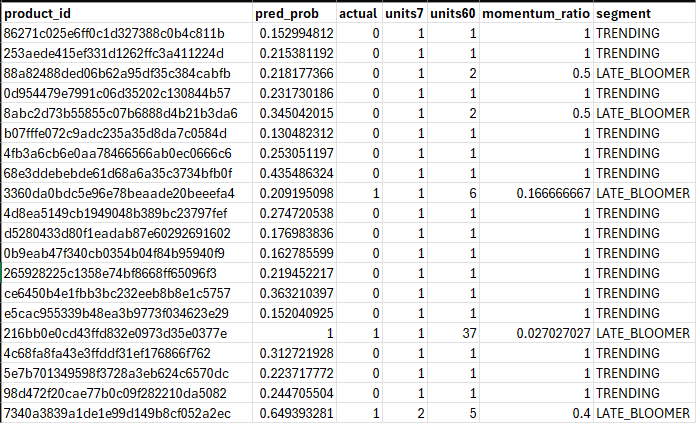 product_id pred_prob actual units7 units60 momentum_ratio segment
86271c025e6ff0c1d327388c0b4c811b 0.152994812 0 1 1 1 TRENDING
253aede415ef331d1262ffc3a411224d 0.215381192 0 1 1 1 TRENDING
88a82488ded06b62a95df35c384cabfb 0.218177366 0 1 2 0.5 LATE_BLOOMER
0d954479e7991c06d35202c130844b57 0.231730186 0 1 1 1 TRENDING
8abc2d73b55855c07b6888d4b21b3da6 0.345042015 0 1 2 0.5 LATE_BLOOMER
b07fffe072c9adc235a35d8da7c0584d 0.130482312 0 1 1 1 TRENDING
4fb3a6cb6e0aa78466566ab0ec0666c6 0.253051197 0 1 1 1 TRENDING
68e3ddebebde61d68a6a35c3734bfb0f 0.435486324 0 1 1 1 TRENDING
3360da0bdc5e96e78beaade20beeefa4 0.209195098 1 1 6 0.166666667 LATE_BLOOMER
4d8ea5149cb1949048b389bc23797fef 0.274720538 0 1 1 1 TRENDING
d5280433d80f1eadab87e60292691602 0.176983836 0 1 1 1 TRENDING
0b9eab47f340cb0354b04f84b95940f9 0.162785599 0 1 1 1 TRENDING
265928225c1358e74bf8668ff65096f3 0.219452217 0 1 1 1 TRENDING
ce6450b4e1fbb3bc232eeb8b8e1c5757 0.363210397 0 1 1 1 TRENDING
e5cac955339b48ea3b9773f034623e29 0.152040925 0 1 1 1 TRENDING
216bb0e0cd43ffd832e0973d35e0377e 1 1 1 37 0.027027027 LATE_BLOOMER
4c68fa8fa43e3ffddf31ef176866f762 0.312721928 0 1 1 1 TRENDING
5e7b701349598f3728a3eb624c6570dc 0.223717772 0 1 1 1 TRENDING
98d472f20cae77b0c09f282210da5082 0.244705504 0 1 1 1 TRENDING
7340a3839a1de1e99d149b8cf052a2ec 0.649393281 1 2 5 0.4 LATE_BLOOMER